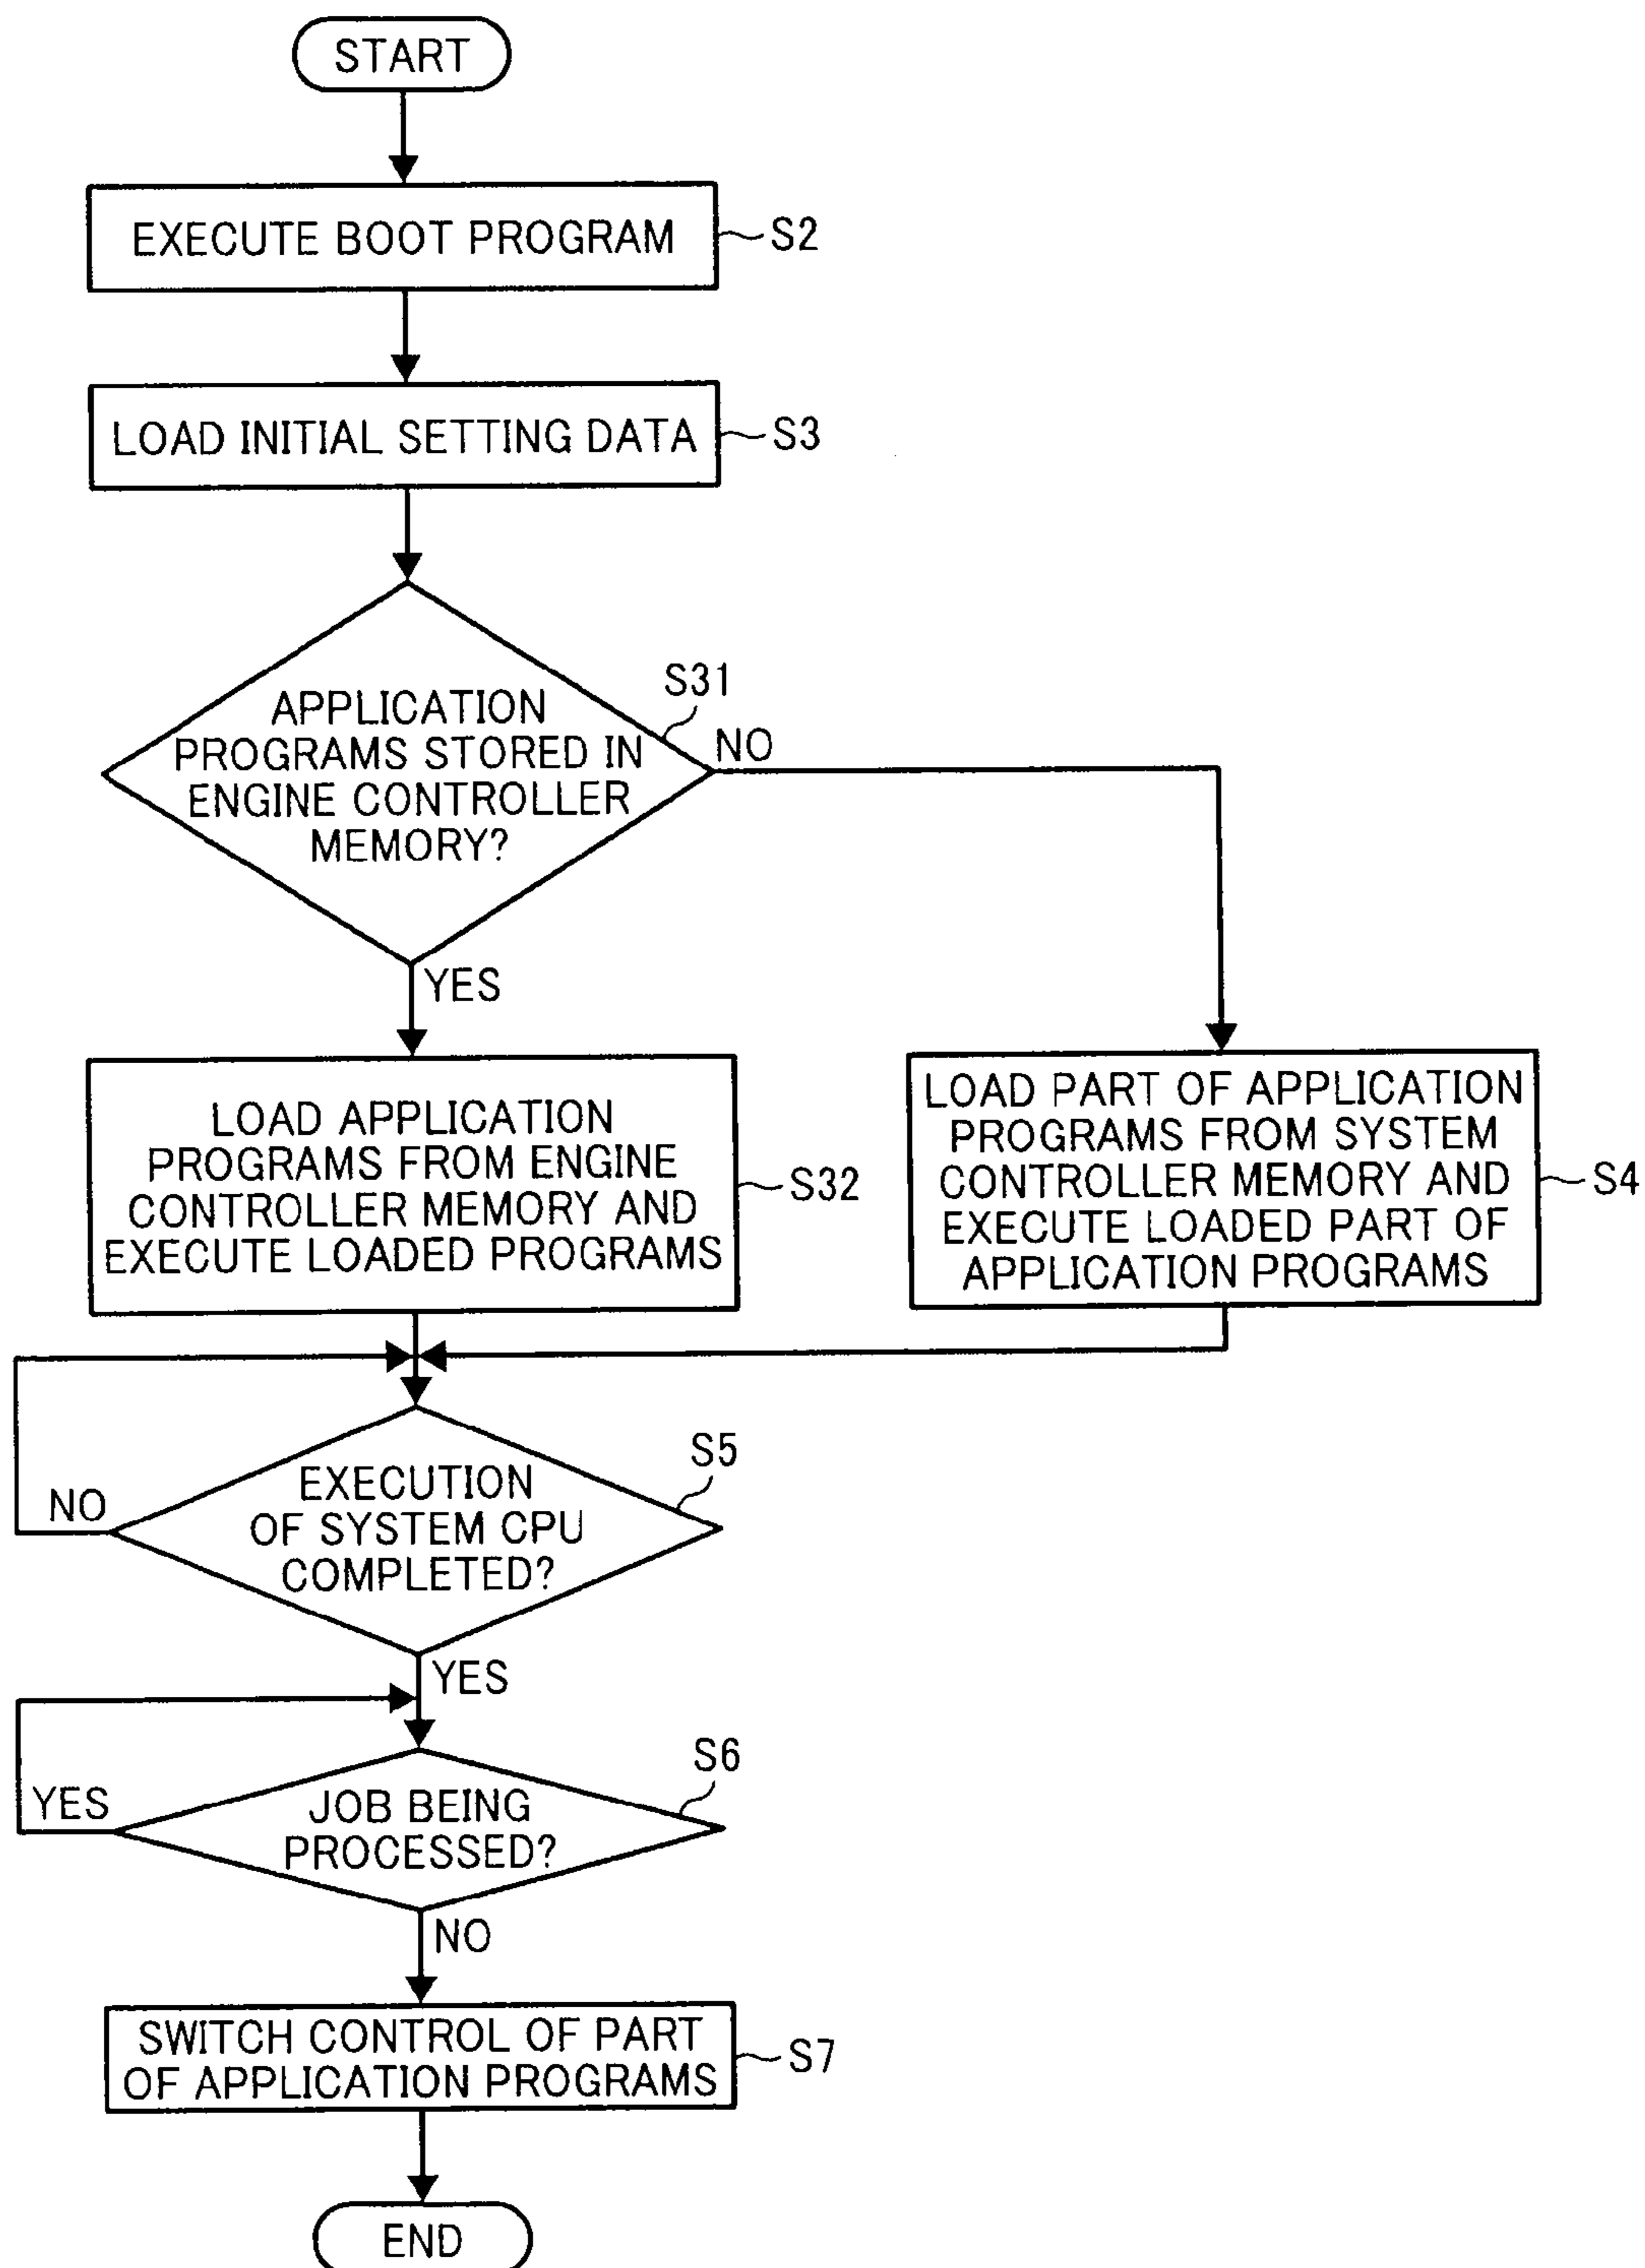 START
EXECUTE BOOT PROGRAM
S2
LOAD INITIAL SETTING DATA
S3
S31
APPLICATION
PROGRAMS STORED IN
ENGINE CONTROLLER
MEMORY?
NO
YES
LOAD APPLICATION
PROGRAMS FROM ENGINE
CONTROLLER MEMORY AND
EXECUTE LOADED PROGRAMS
S32
LOAD PART OF APPLICATION
PROGRAMS FROM SYSTEM
CONTROLLER MEMORY AND
EXECUTE LOADED PART OF
APPLICATION PROGRAMS
S4
S5
EXECUTION
OF SYSTEM CPU
COMPLETED?
NO
YES
S6
JOB BEING
PROCESSED?
YES
NO
SWITCH CONTROL OF PART
OF APPLICATION PROGRAMS
S7
END